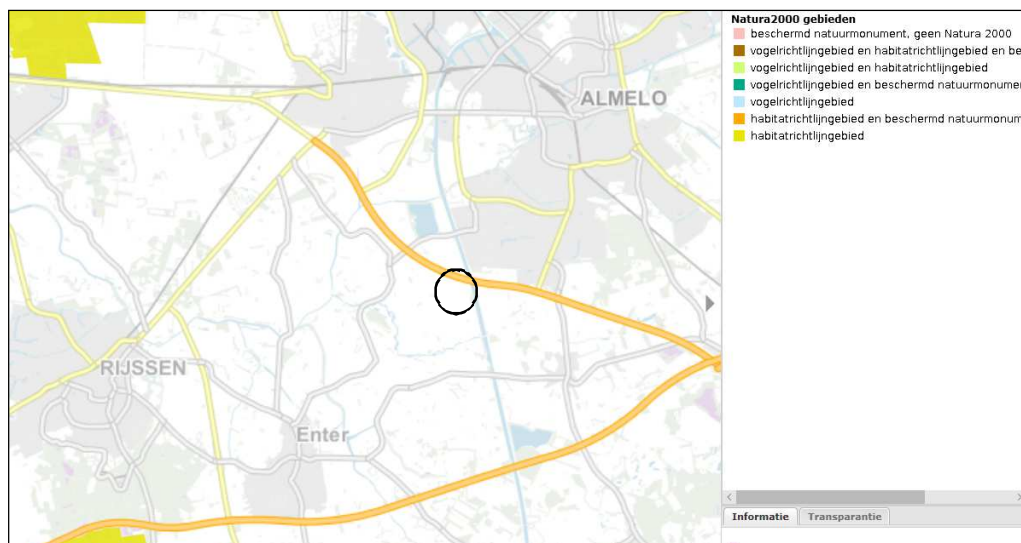 Natura2000 gebieden
beschermd natuurmonument, geen Natura 2000
vogelrichtlijngebied en habitatrichtlijngebied en be
vogelrichtlijngebied en habitatrichtlijngebied
vogelrichtlijngebied en beschermd natuurmonumen
vogelrichtlijngebied
habitatrichtlijngebied en beschermd natuurmonum
habitatrichtlijngebied
ALMELO
RIJSSEN
Enter
Informatie
Transparantie